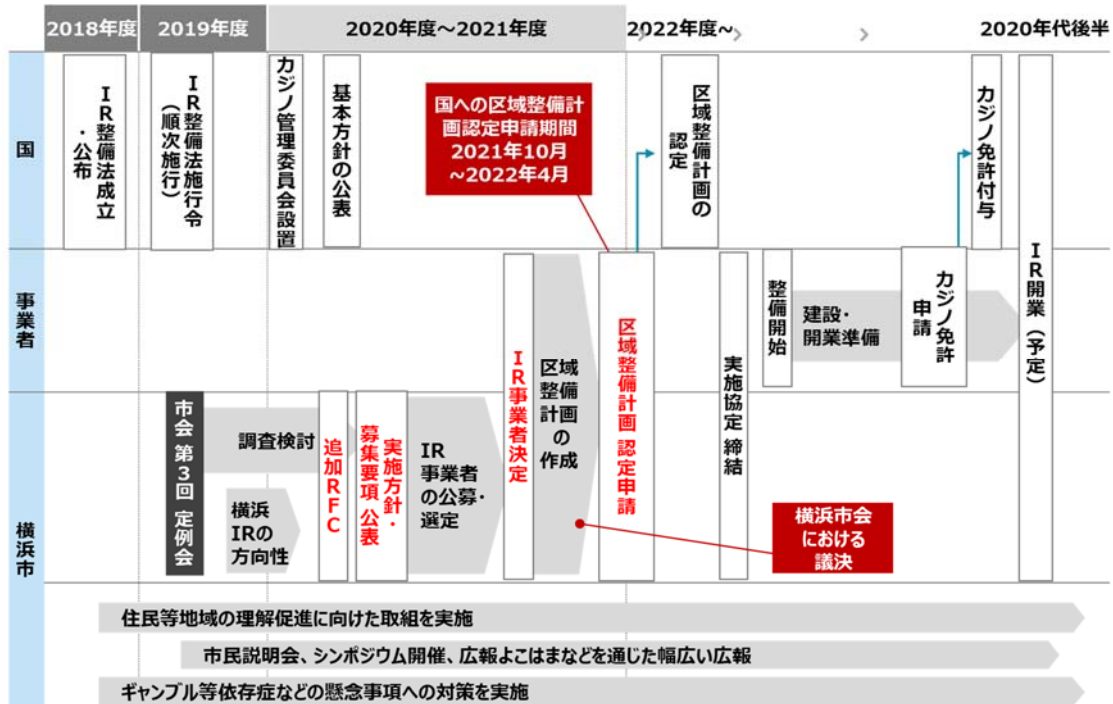 2018年度
2019年度
2020年度～2021年度
2022年度~
2020年代後半
国
IR整備法成立
・公布
IR整備法施行令
（順次施行）
カジノ管理委員会設置
基本方針の公表
国への区域整備計
画認定申請期間
2021年10月
~2022年4月
区域整備計画の
認定
カジノ免許付与
事業者
IR事業者決定
区域
整備
計画
の
作成
区域整備計画 認定申請
実施協定 締結
整備開始
建設・
開業準備
カジノ免許
申請
IR開業（予定）
横浜市
市会 第3回 定例会
調査検討
横浜
IRの
方向性
追加RFC
実施方針・
募集要項 公表
IR
事業者
の公募・
選定
横浜市会
における
議決
住民等地域の理解促進に向けた取組を実施
市民説明会、シンポジウム開催、広報よこはまなどを通じた幅広い広報
ギャンブル等依存症などの懸念事項への対策を実施